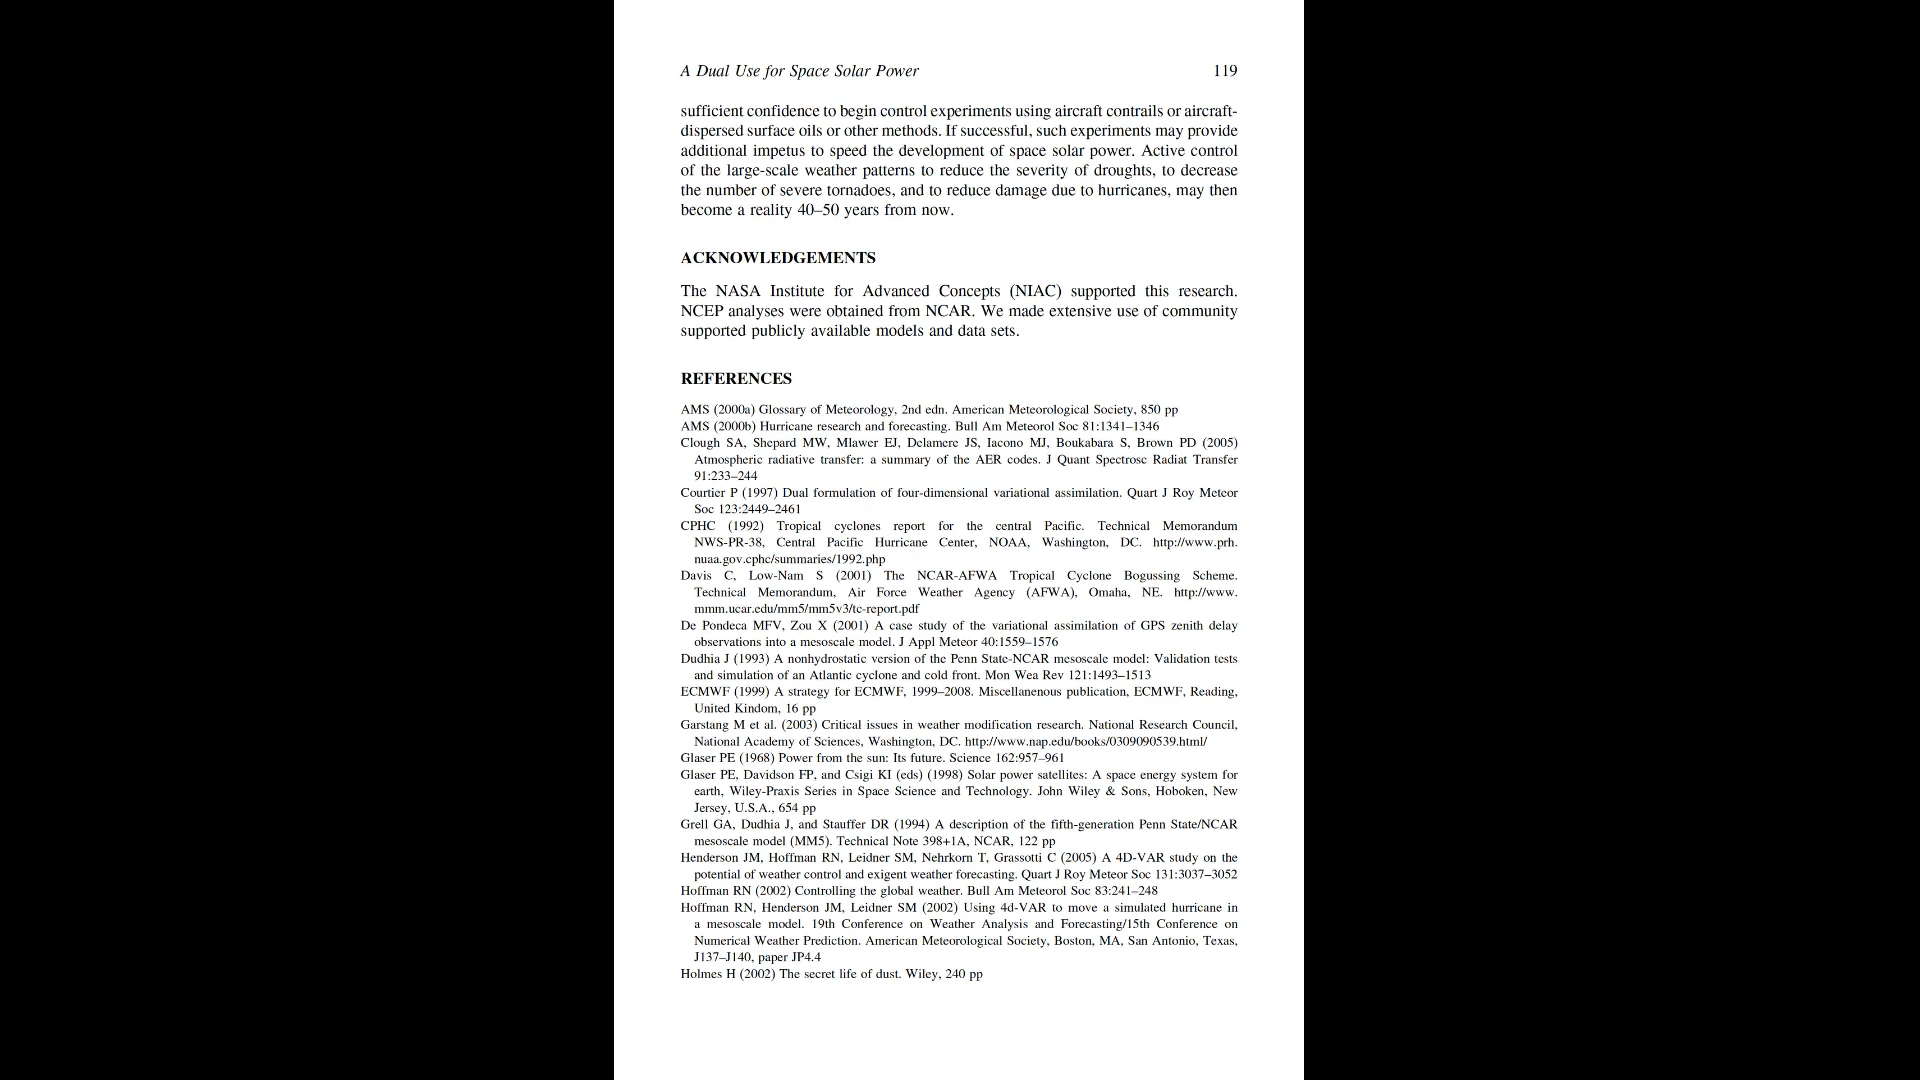 A Dual Use for Space Solar Power 119
sufficient confidence to begin control experiments using aircraft contrails or aircraft-
dispersed surface oils or other methods. If successful, such experiments may provide
additional impetus to speed the development of space solar power. Active control
of the large-scale weather patterns to reduce the severity of droughts, to decrease
the number of severe tornadoes, and to reduce damage due to hurricanes, may then
become a reality 40–50 years from now.
ACKNOWLEDGEMENTS
The NASA Institute for Advanced Concepts (NIAC) supported this research.
NCEP analyses were obtained from NCAR. We made extensive use of community
supported publicly available models and data sets.
REFERENCES
AMS (2000a) Glossary of Meteorology, 2nd edn. American Meteorological Society, 850 pp
AMS (2000b) Hurricane research and forecasting. Bull Am Meteorol Soc 81:1341–1346
Clough SA, Shepard MW, Mlawer EJ, Delamere JS, Iacono MJ, Boukabara S, Brown PD (2005)
Atmospheric radiative transfer: a summary of the AER codes. J Quant Spectrosc Radiat Transfer
91:233–244
Courtier P (1997) Dual formulation of four-dimensional variational assimilation. Quart J Roy Meteor
Soc 123:2449–2461
CPHC (1992) Tropical cyclones report for the central Pacific. Technical Memorandum
NWS-PR-38, Central Pacific Hurricane Center, NOAA, Washington, DC. http://www.prh.
nuaa.gov.cphc/summaries/1992.php
Davis C, Low-Nam S (2001) The NCAR-AFWA Tropical Cyclone Bogussing Scheme.
Technical Memorandum, Air Force Weather Agency (AFWA), Omaha, NE. http://www.
mmm.ucar.edu/mm5/mm5v3/tc-report.pdf
De Pondeca MFV, Zou X (2001) A case study of the variational assimilation of GPS zenith delay
observations into a mesoscale model. J Appl Meteor 40:1559–1576
Dudhia J (1993) A nonhydrostatic version of the Penn State-NCAR mesoscale model: Validation tests
and simulation of an Atlantic cyclone and cold front. Mon Wea Rev 121:1493–1513
ECMWF (1999) A strategy for ECMWF, 1999–2008. Miscellanenous publication, ECMWF, Reading,
United Kindom, 16 pp
Garstang M et al. (2003) Critical issues in weather modification research. National Research Council,
National Academy of Sciences, Washington, DC. http://www.nap.edu/books/0309090539.html/
Glaser PE (1968) Power from the sun: Its future. Science 162:957–961
Glaser PE, Davidson FP, and Csigi KI (eds) (1998) Solar power satellites: A space energy system for
earth, Wiley-Praxis Series in Space Science and Technology. John Wiley & Sons, Hoboken, New
Jersey, U.S.A., 654 pp
Grell GA, Dudhia J, and Stauffer DR (1994) A description of the fifth-generation Penn State/NCAR
mesoscale model (MM5). Technical Note 398+1A, NCAR, 122 pp
Henderson JM, Hoffman RN, Leidner SM, Nehrkorn T, Grassotti C (2005) A 4D-VAR study on the
potential of weather control and exigent weather forecasting. Quart J Roy Meteor Soc 131:3037–3052
Hoffman RN (2002) Controlling the global weather. Bull Am Meteorol Soc 83:241–248
Hoffman RN, Henderson JM, Leidner SM (2002) Using 4d-VAR to move a simulated hurricane in
a mesoscale model. 19th Conference on Weather Analysis and Forecasting/15th Conference on
Numerical Weather Prediction. American Meteorological Society, Boston, MA, San Antonio, Texas,
J137–J140, paper JP4.4
Holmes H (2002) The secret life of dust. Wiley, 240 pp